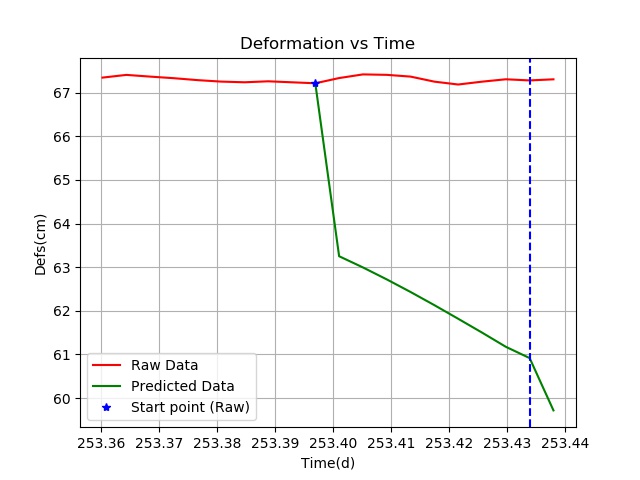 Deformation vs Time
Defs(cm)
67
66
65
64
63
62
61
60
Raw Data
Predicted Data
Start point (Raw)
253.36 253.37 253.38 253.39 253.40 253.41 253.42 253.43 253.44
Time(d)